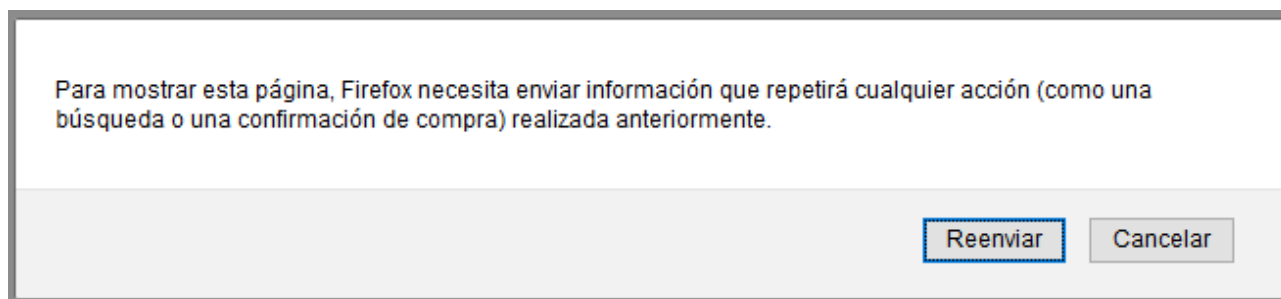 Para mostrar esta página, Firefox necesita enviar información que repetirá cualquier acción (como una
búsqueda o una confirmación de compra) realizada anteriormente.
Reenviar
Cancelar